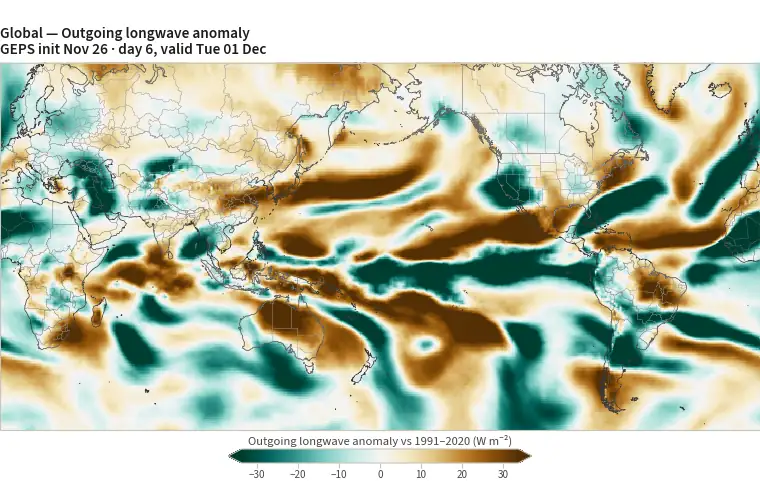 Global — Outgoing longwave anomaly
GEPS init Nov 26 · day 6, valid Tue 01 Dec
Outgoing longwave anomaly vs 1991–2020 (W m⁻²)
−30 −20 −10 0 10 20 30